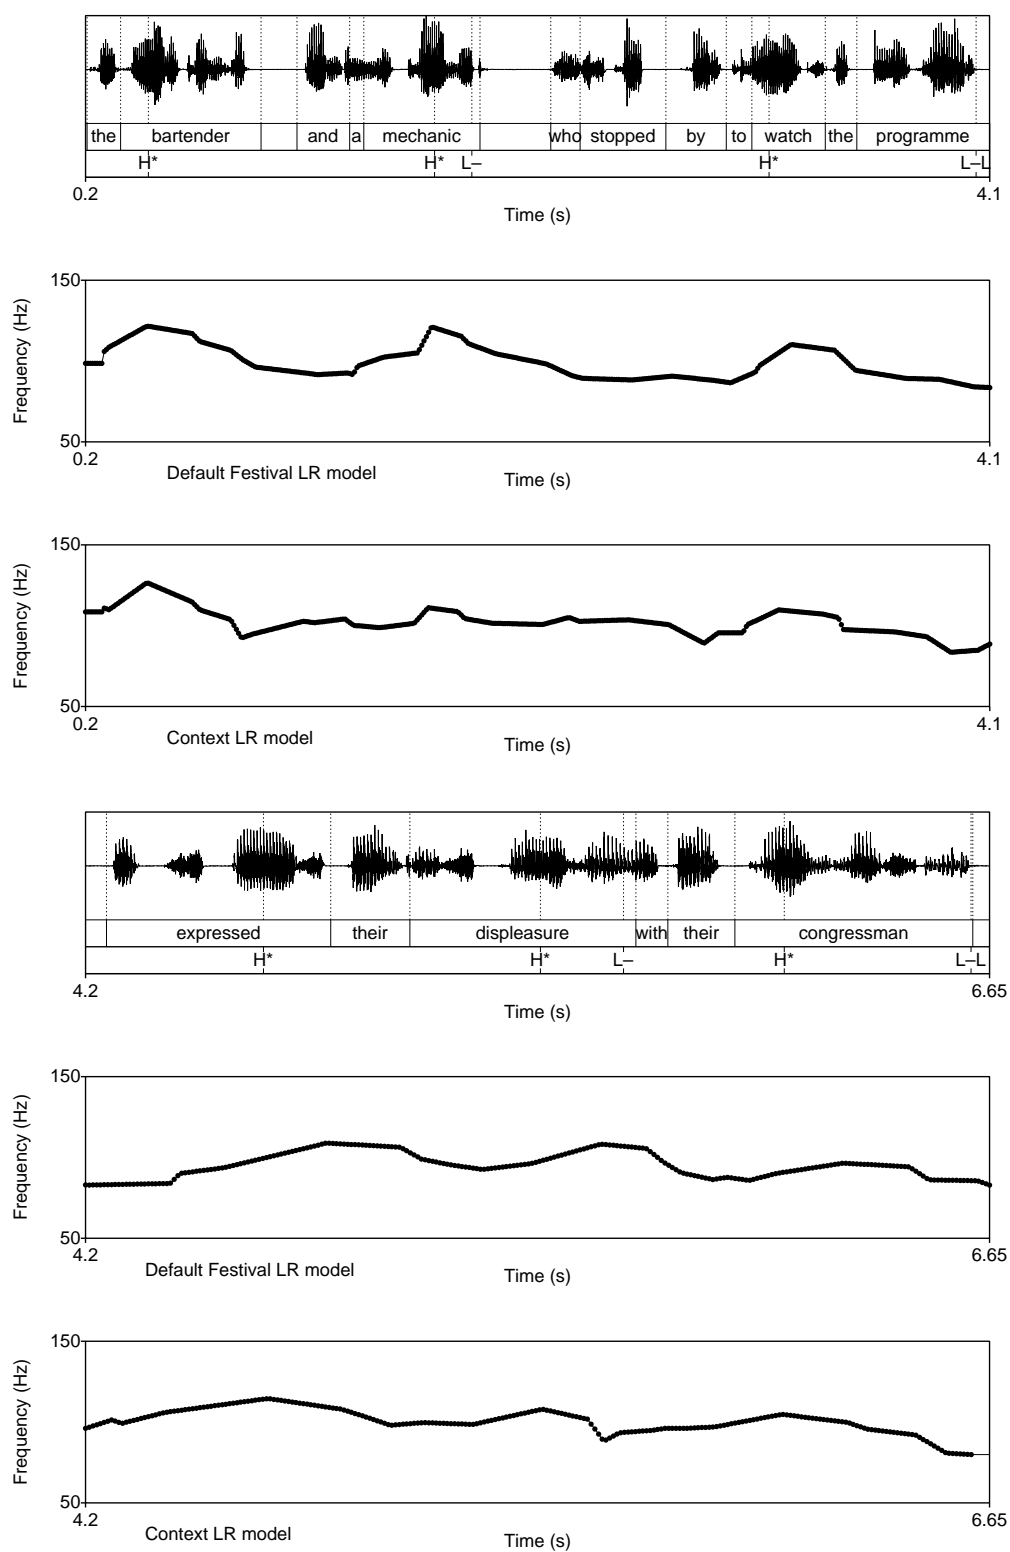 the bartender and a mechanic who stopped by to watch the programme
H* H* L– H* L–L
0.2 4.1
Time (s)
150
Frequency (Hz)
50
0.2 4.1
Default Festival LR model Time (s)
150
Frequency (Hz)
50
0.2 4.1
Context LR model Time (s)
expressed their displeasure with their congressman
H* H* L– H* L–L
4.2 6.65
Time (s)
150
Frequency (Hz)
50
4.2 6.65
Default Festival LR model Time (s)
150
Frequency (Hz)
50
4.2 6.65
Context LR model Time (s)